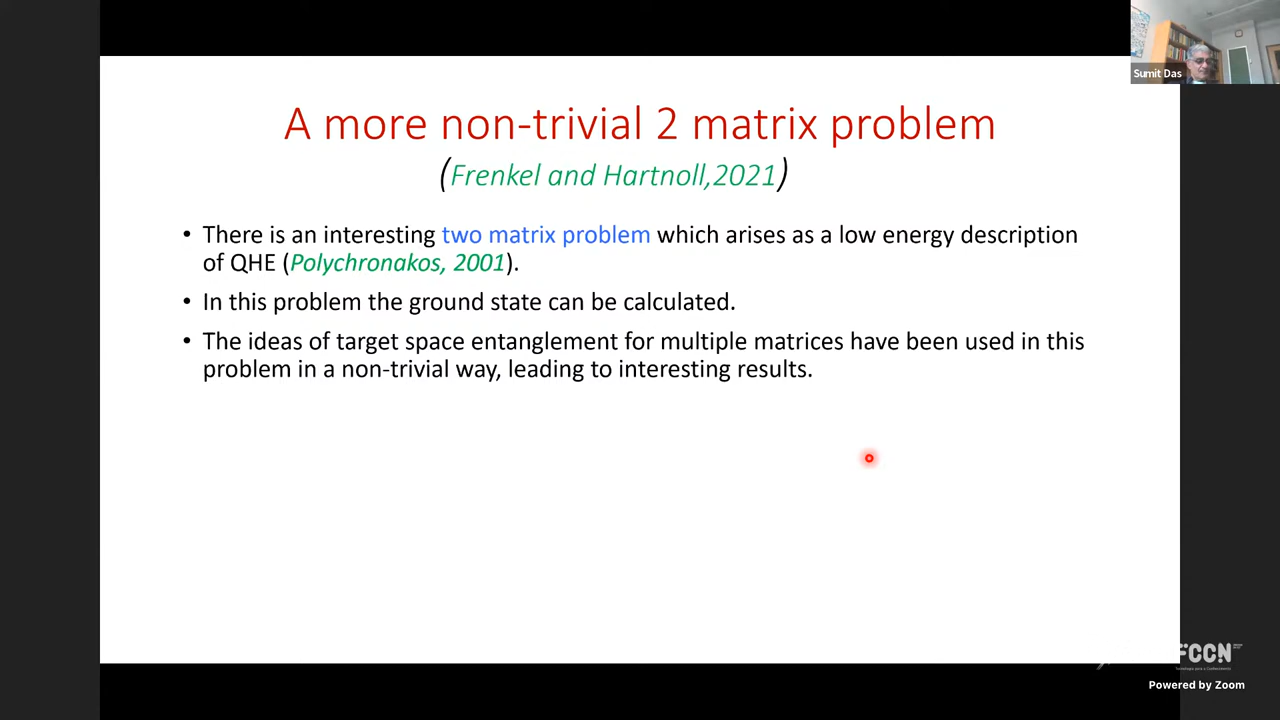 Sumit Das
A more non-trivial 2 matrix problem
(Frenkel and Hartnoll,2021)
• There is an interesting two matrix problem which arises as a low energy description
of QHE (Polychronakos, 2001).
• In this problem the ground state can be calculated.
• The ideas of target space entanglement for multiple matrices have been used in this
problem in a non-trivial way, leading to interesting results.
FCCN
Powered by Zoom